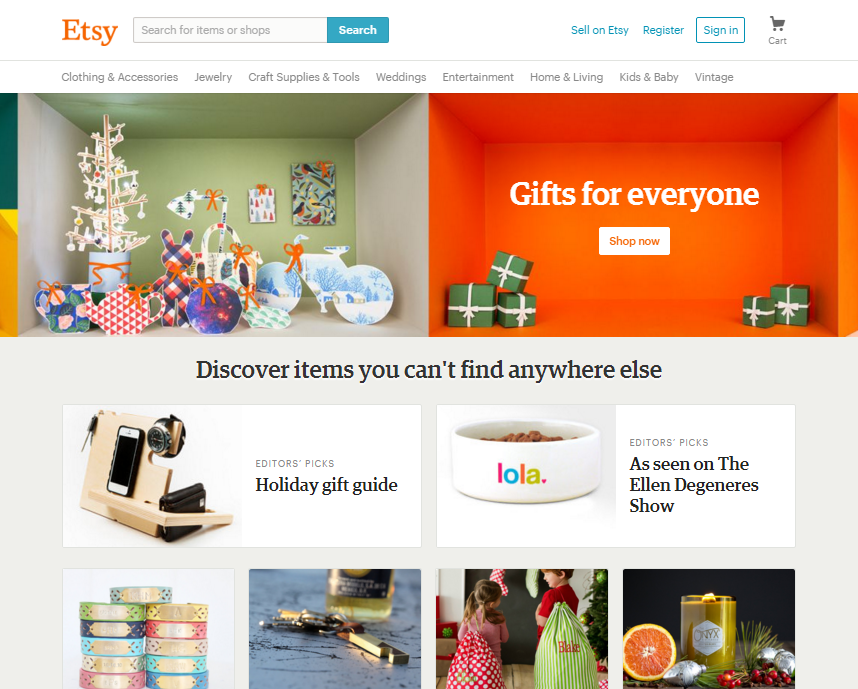 Etsy
Search for items or shops
Search
Sell on Etsy
Register
Sign in
Cart
Clothing & Accessories
Jewelry
Craft Supplies & Tools
Weddings
Entertainment
Home & Living
Kids & Baby
Vintage
Gifts for everyone
Shop now
Discover items you can't find anywhere else
EDITORS' PICKS
Holiday gift guide
lola.
EDITORS' PICKS
As seen on The
Ellen Degeneres
Show
Blake
ONYX